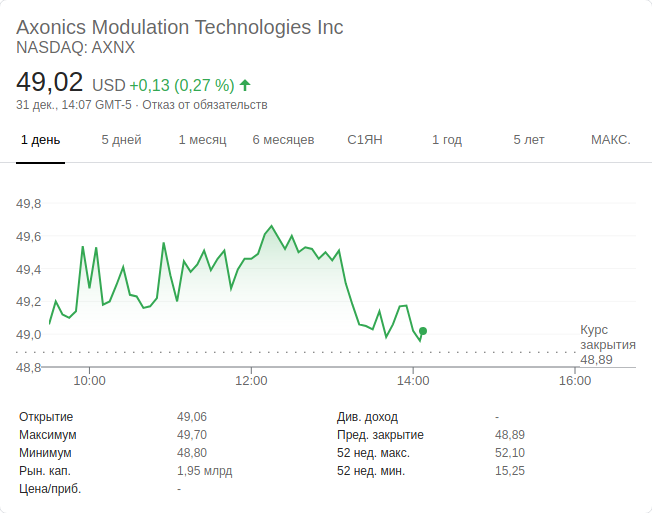 Axonics Modulation Technologies Inc
NASDAQ: AXNX
49,02 USD +0,13 (0,27 %)
31 дек., 14:07 GMT-5 · Отказ от обязательств
1 день 5 дней 1 месяц 6 месяцев С1ЯН 1 год 5 лет МАКС.
49,8
49,6
49,4
49,2
49,0
48,8
Курс
закрытия
48,89
10:00 12:00 14:00 16:00
Открытие 49,06 Див. доход -
Максимум 49,70 Пред. закрытие 48,89
Минимум 48,80 52 нед. макс. 52,10
Рын. кап. 1,95 млрд 52 нед. мин. 15,25
Цена/приб. -